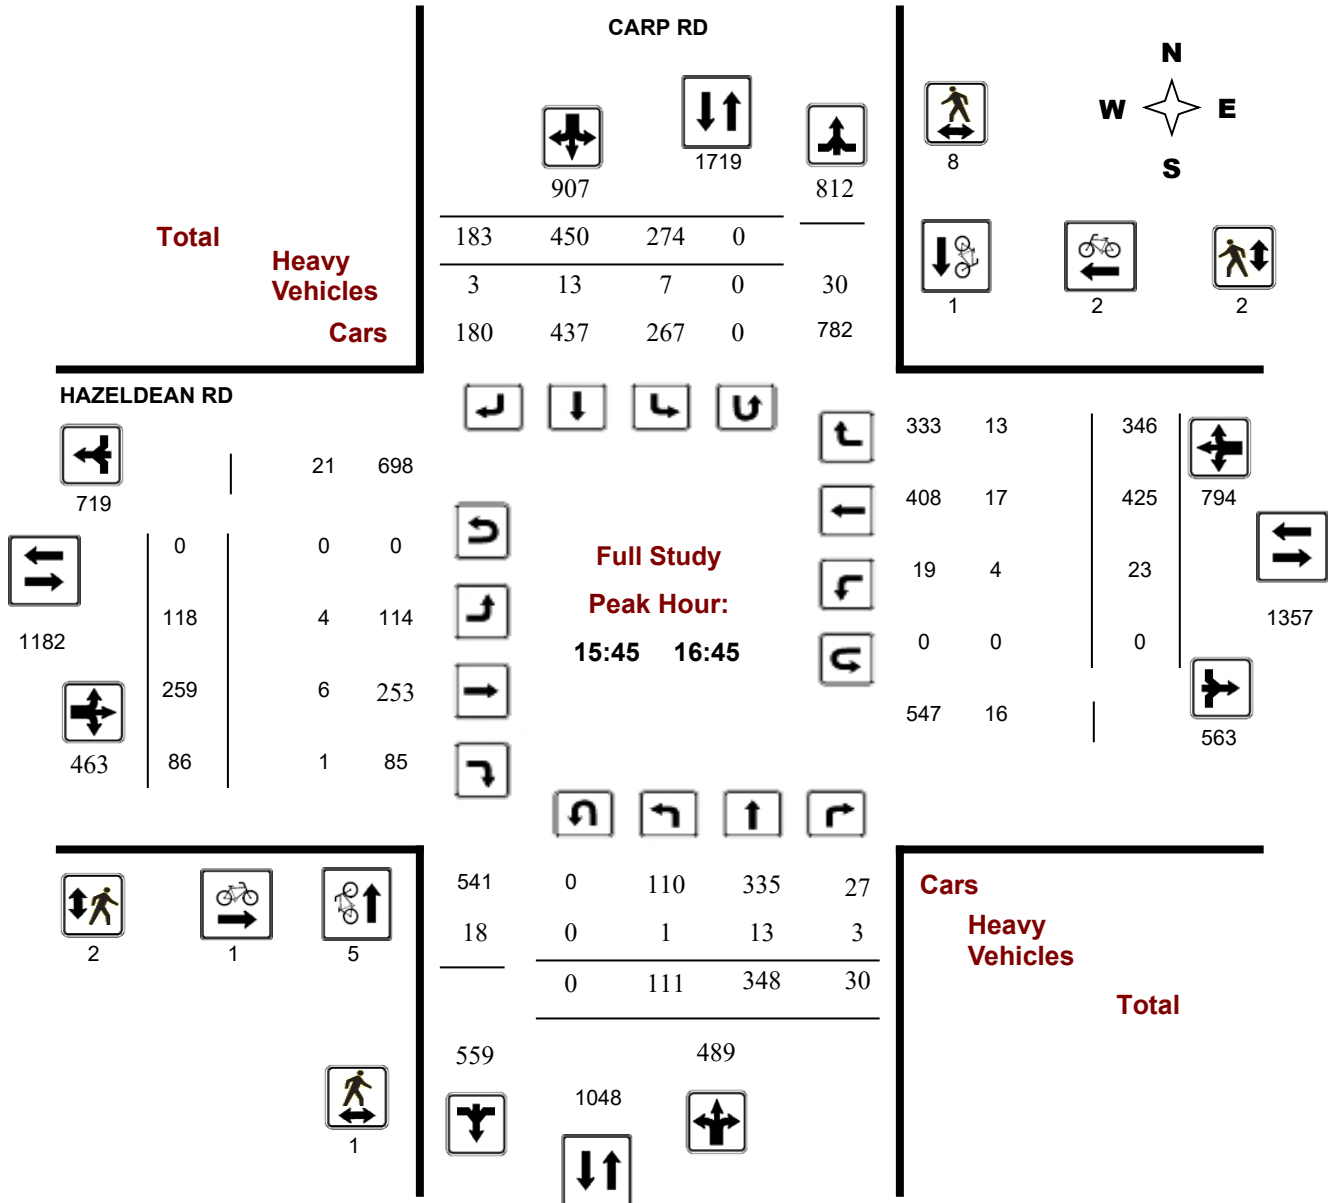 CARP RD
N
W E
S
1719
8
907
812
Total
183 450 274 0
Heavy
Vehicles
3 13 7 0 30
1 2 2
Cars
180 437 267 0 782
HAZELDEAN RD
333 13 346
21 698
719
408 17 425 794
0 0 0
Full Study
19 4 23
118 4 114
Peak Hour:
1182
1357
15:45 16:45
0 0 0
259 6 253
547 16
563
463 86 1 85
541 0 110 335 27
Cars
18 0 1 13 3
Heavy
Vehicles
2 1 5
0 111 348 30
Total
559 489
1048
1